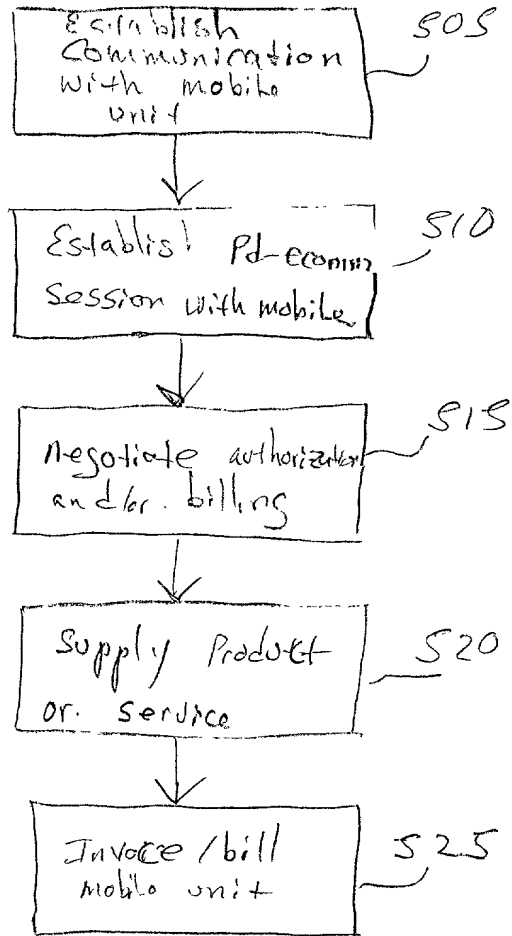 Establish
Communication
with mobile
unit
505
Establis
Pd-ecomm
510
Session with mobile
negotiate authorization
and/or. billing
515
Supply Product
or. service
520
Invoce/bill
mobile unit
525